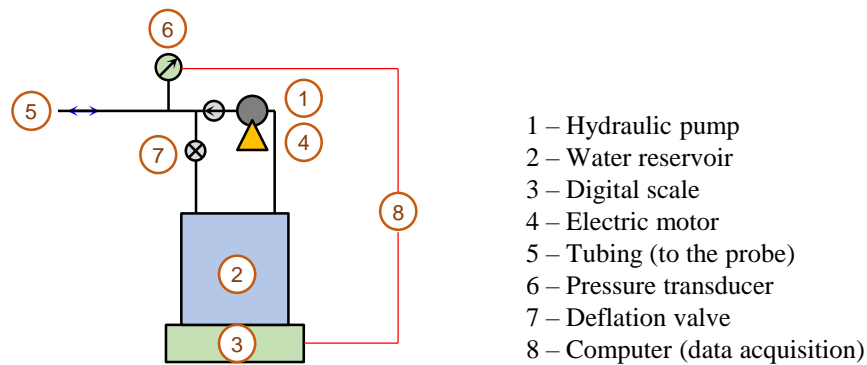 6
1
5
4
7
8
2
3
1 – Hydraulic pump
2 – Water reservoir
3 – Digital scale
4 – Electric motor
5 – Tubing (to the probe)
6 – Pressure transducer
7 – Deflation valve
8 – Computer (data acquisition)